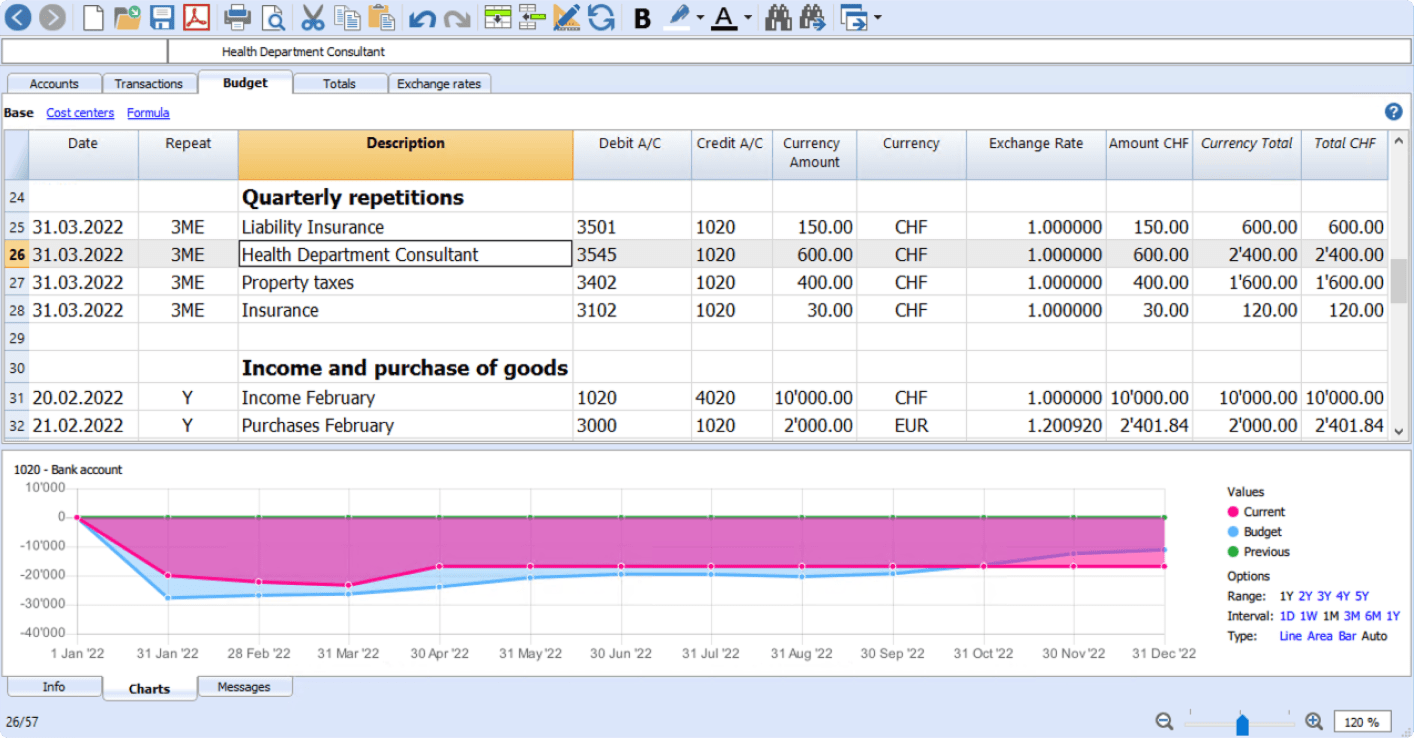 B A
Health Department Consultant
Accounts Transactions Budget Totals Exchange rates
Base Cost centers Formula ?
Date Repeat Description Debit A/C Credit A/C Currency Amount Currency Exchange Rate Amount CHF Currency Total Total CHF
24 Quarterly repetitions
25 31.03.2022 3ME Liability Insurance 3501 1020 150.00 CHF 1.000000 150.00 600.00 600.00
26 31.03.2022 3ME Health Department Consultant 3545 1020 600.00 CHF 1.000000 600.00 2'400.00 2'400.00
27 31.03.2022 3ME Property taxes 3402 1020 400.00 CHF 1.000000 400.00 1'600.00 1'600.00
28 31.03.2022 3ME Insurance 3102 1020 30.00 CHF 1.000000 30.00 120.00 120.00
29
30 Income and purchase of goods
31 20.02.2022 Y Income February 1020 4020 10'000.00 CHF 1.000000 10'000.00 10'000.00 10'000.00
32 21.02.2022 Y Purchases February 3000 1020 2'000.00 EUR 1.200920 2'401.84 2'000.00 2'401.84
1020 - Bank account
10'000
0
-10'000
-20'000
-30'000
-40'000
1 Jan '22 31 Jan '22 28 Feb '22 31 Mar '22 30 Apr '22 31 May '22 30 Jun '22 31 Jul '22 31 Aug '22 30 Sep '22 31 Oct '22 30 Nov '22 31 Dec '22
Values
Current
Budget
Previous
Options
Range: 1Y 2Y 3Y 4Y 5Y
Interval: 1D 1W 1M 3M 6M 1Y
Type: Line Area Bar Auto
Info Charts Messages
26/57 120 %